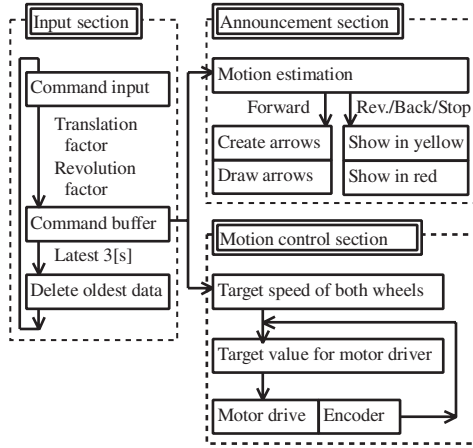 Input section
Command input
Translation
factor
Revolution
factor
Command buffer
Latest 3[s]
Delete oldest data
Announcement section
Motion estimation
Forward
Rev./Back/Stop
Create arrows
Show in yellow
Draw arrows
Show in red
Motion control section
Target speed of both wheels
Target value for motor driver
Motor drive
Encoder